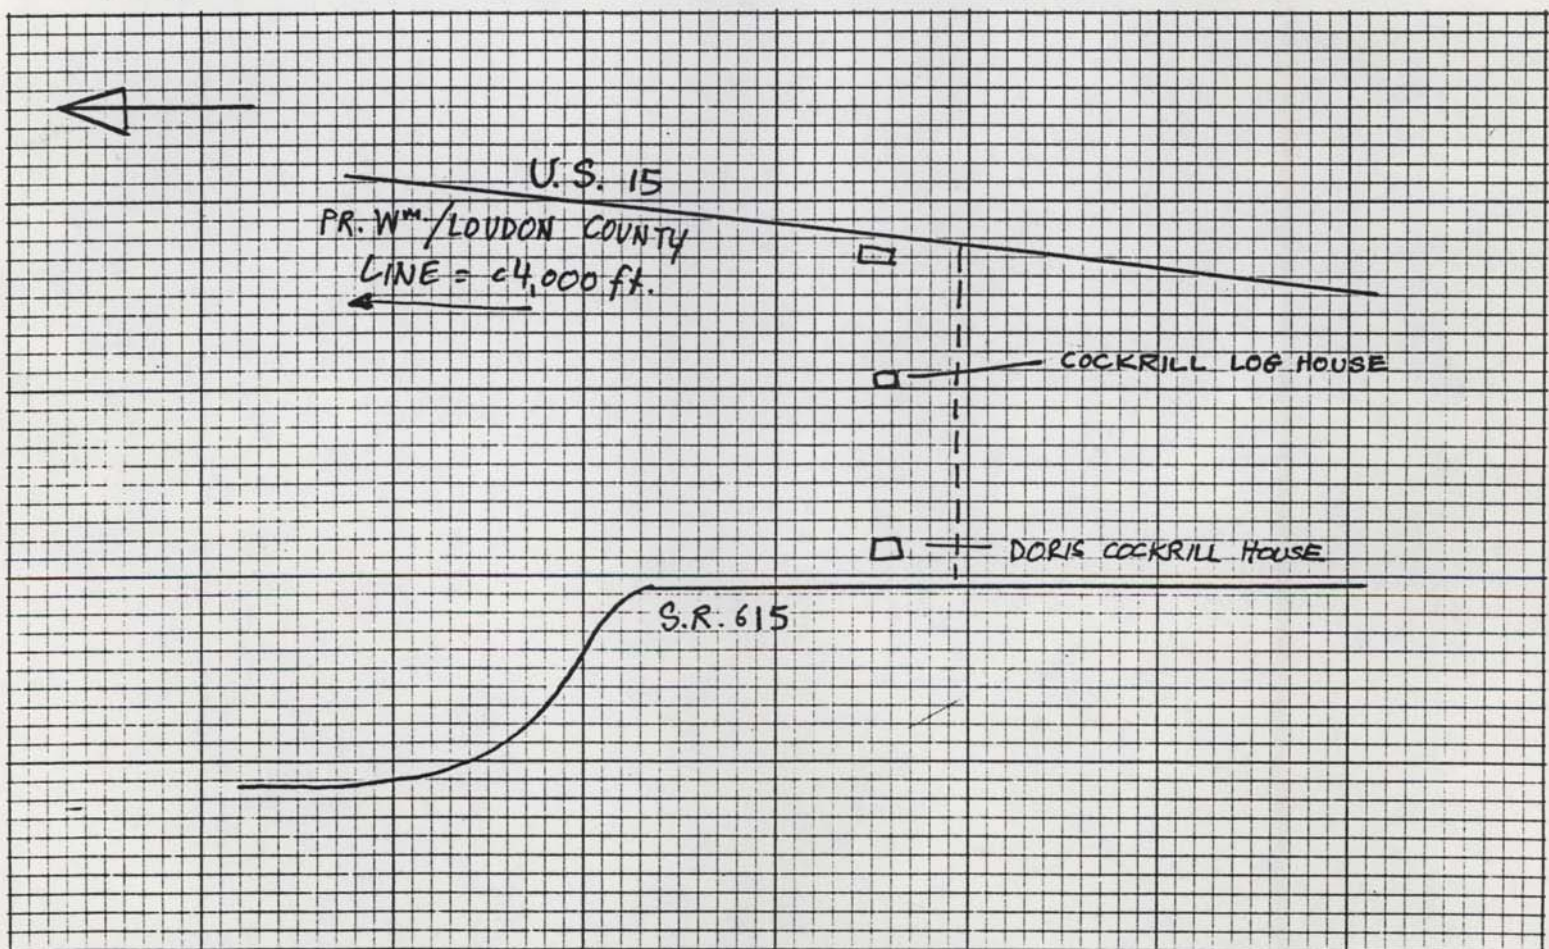 U.S. 15
PR. Wᵐ/LOUDON COUNTY
LINE = c4,000 ft.
COCKRILL LOG HOUSE
DORIS COCKRILL HOUSE
S.R. 615